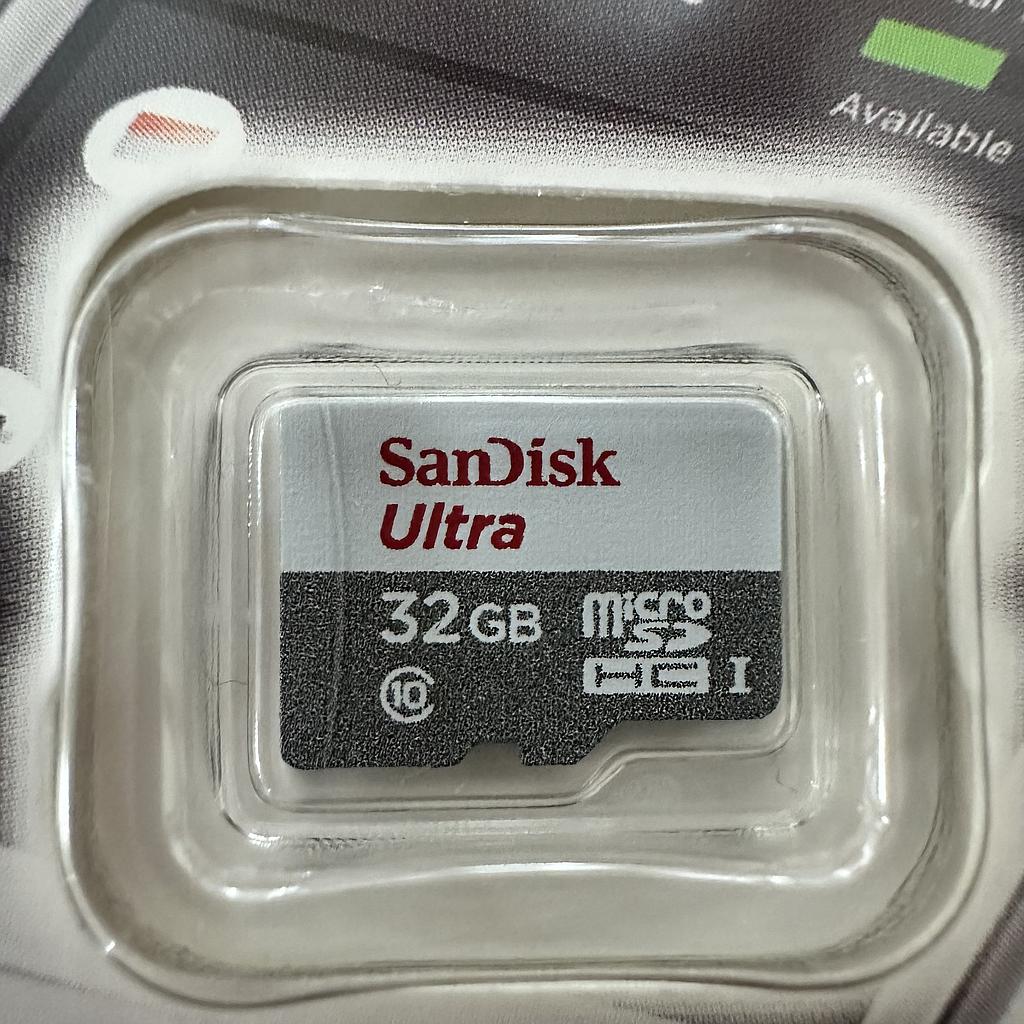 Available
SanDisk
Ultra
32GB
micro
SD
HC I
10